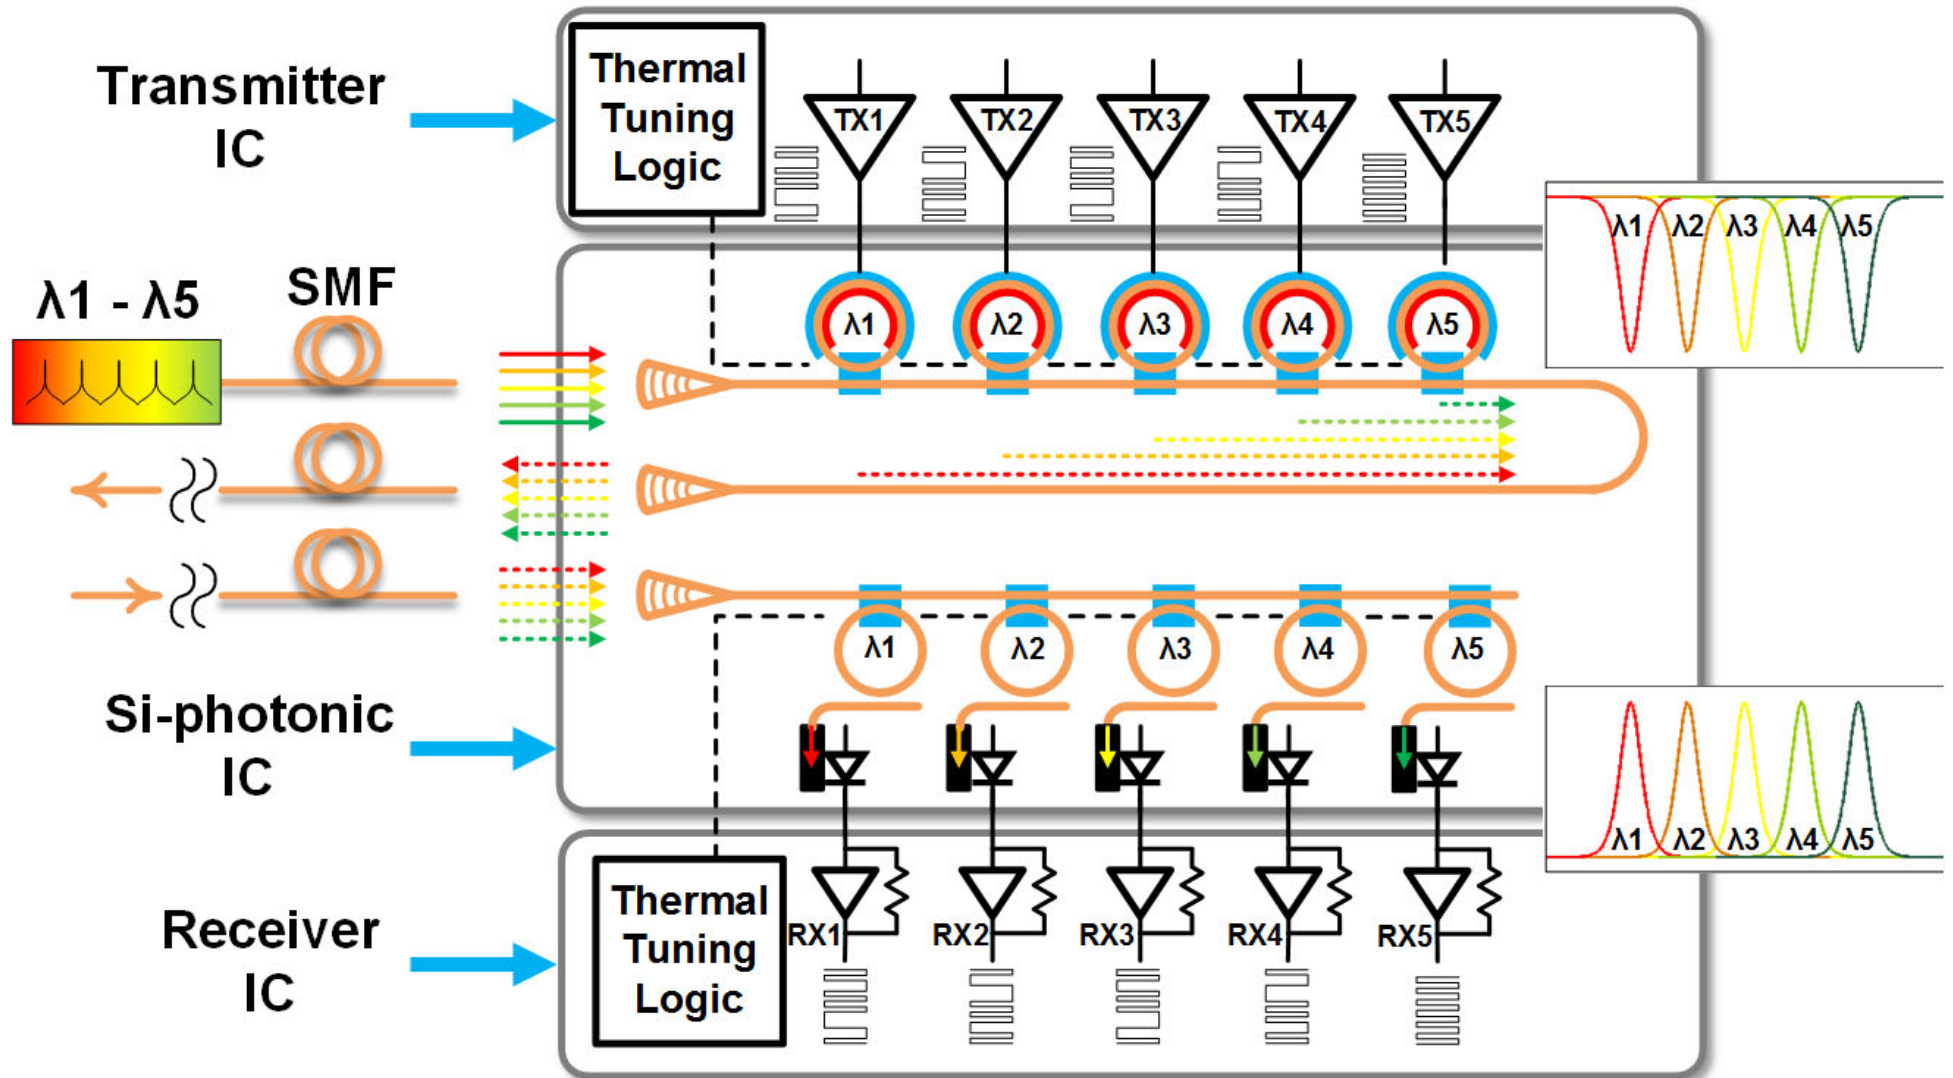 Transmitter
IC
Thermal
Tuning
Logic
TX1 TX2 TX3 TX4 TX5
λ1 λ2 λ3 λ4 λ5
λ1 - λ5
SMF
λ1 λ2 λ3 λ4 λ5
λ1 λ2 λ3 λ4 λ5
Si-photonic
IC
λ1 λ2 λ3 λ4 λ5
Receiver
IC
Thermal
Tuning
Logic
RX1 RX2 RX3 RX4 RX5